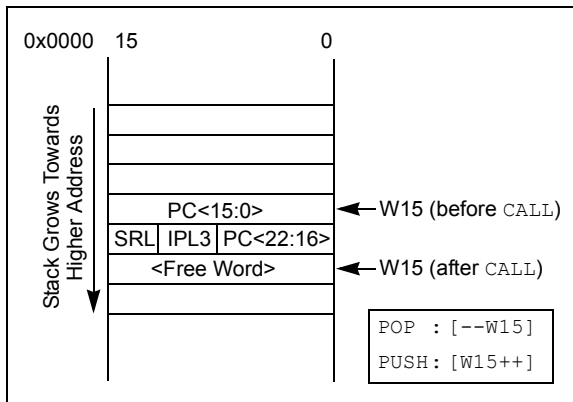 0x0000 15 0
Stack Grows Towards
Higher Address
PC<15:0>
W15 (before CALL)
SRL IPL3 PC<22:16>
<Free Word>
W15 (after CALL)
POP : [--W15]
PUSH: [W15++]